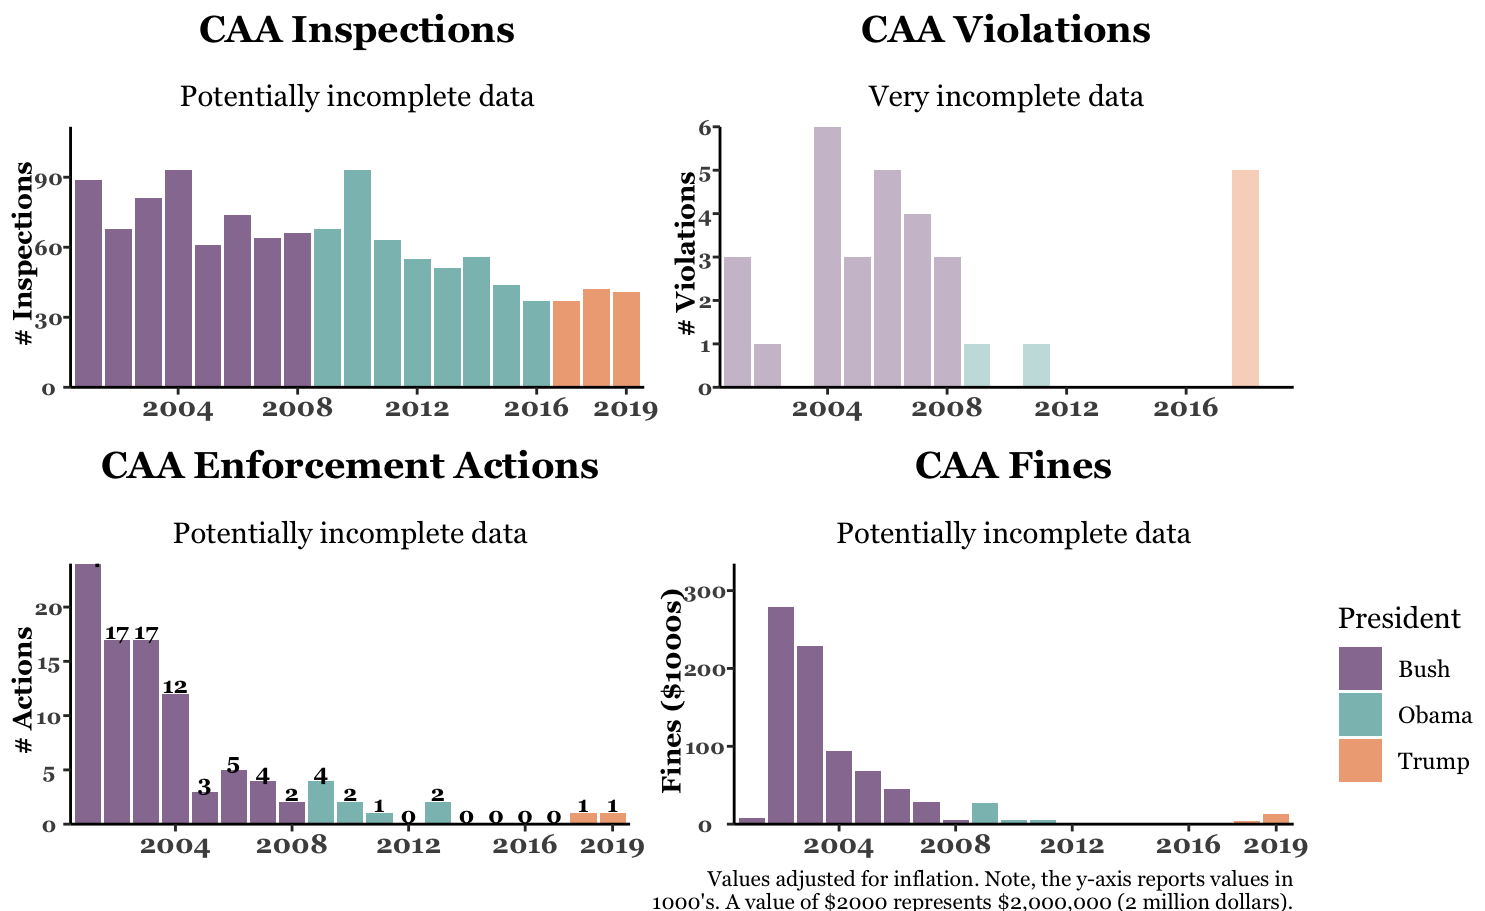 CAA Inspections
Potentially incomplete data
# Inspections
90
60
30
0
2004 2008 2012 2016 2019
CAA Violations
Very incomplete data
# Violations
6
5
4
3
2
1
0
2004 2008 2012 2016
CAA Enforcement Actions
Potentially incomplete data
# Actions
20
15
10
5
0
17 17 12 3 5 4 2 4 2 1 0 2 0 0 0 0 1 1
2004 2008 2012 2016 2019
CAA Fines
Potentially incomplete data
Fines ($1000s)
300
200
100
0
2004 2008 2012 2016 2019
President
Bush
Obama
Trump
Values adjusted for inflation. Note, the y-axis reports values in
1000's. A value of $2000 represents $2,000,000 (2 million dollars).